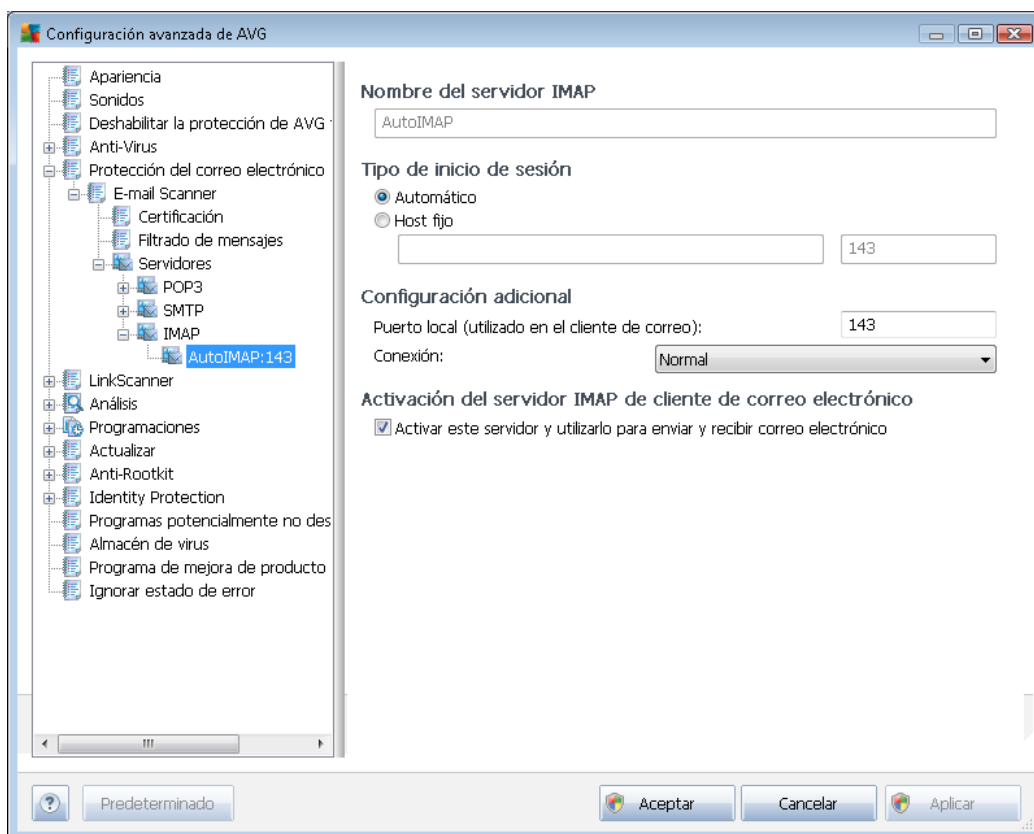 Configuración avanzada de AVG
Apariencia
Sonidos
Deshabilitar la protección de AVG
Anti-Virus
Protección del correo electrónico
E-mail Scanner
Certificación
Filtrado de mensajes
Servidores
POP3
SMTP
IMAP
AutoIMAP:143
LinkScanner
Análisis
Programaciones
Actualizar
Anti-Rootkit
Identity Protection
Programas potencialmente no des
Almacén de virus
Programa de mejora de producto
Ignorar estado de error
Nombre del servidor IMAP
AutoIMAP
Tipo de inicio de sesión
Automático
Host fijo
143
Configuración adicional
Puerto local (utilizado en el cliente de correo):
143
Conexión:
Normal
Activación del servidor IMAP de cliente de correo electrónico
Activar este servidor y utilizarlo para enviar y recibir correo electrónico
?
Predeterminado
Aceptar
Cancelar
Aplicar